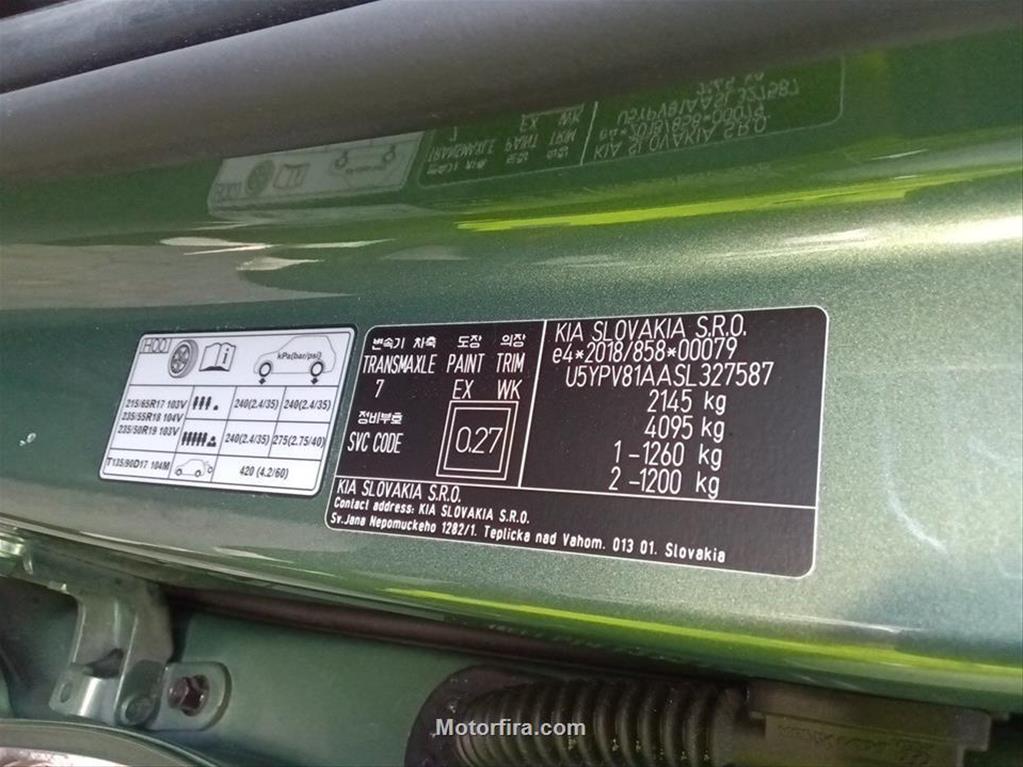 H001
kPa(bar/psi)
215/65R17 103V
235/55R18 104V
235/50R19 103V
240(2.4/35) 240(2.4/35)
240(2.4/35) 275(2.75/40)
T135/90D17 104M 420 (4.2/60)
변속기 차축 도장 의장
TRANSMAXLE PAINT TRIM
7 EX WK
정비부호
SVC CODE 0.27
KIA SLOVAKIA S.R.O.
e4*2018/858*00079
U5YPV81AASL327587
2145 kg
4095 kg
1-1260 kg
2-1200 kg
KIA SLOVAKIA S.R.O.
Contact address: KIA SLOVAKIA S.R.O.
Sv.Jana Nepomuckeho 1282/1. Teplicka nad Vahom. 013 01. Slovakia
Motorfira.com